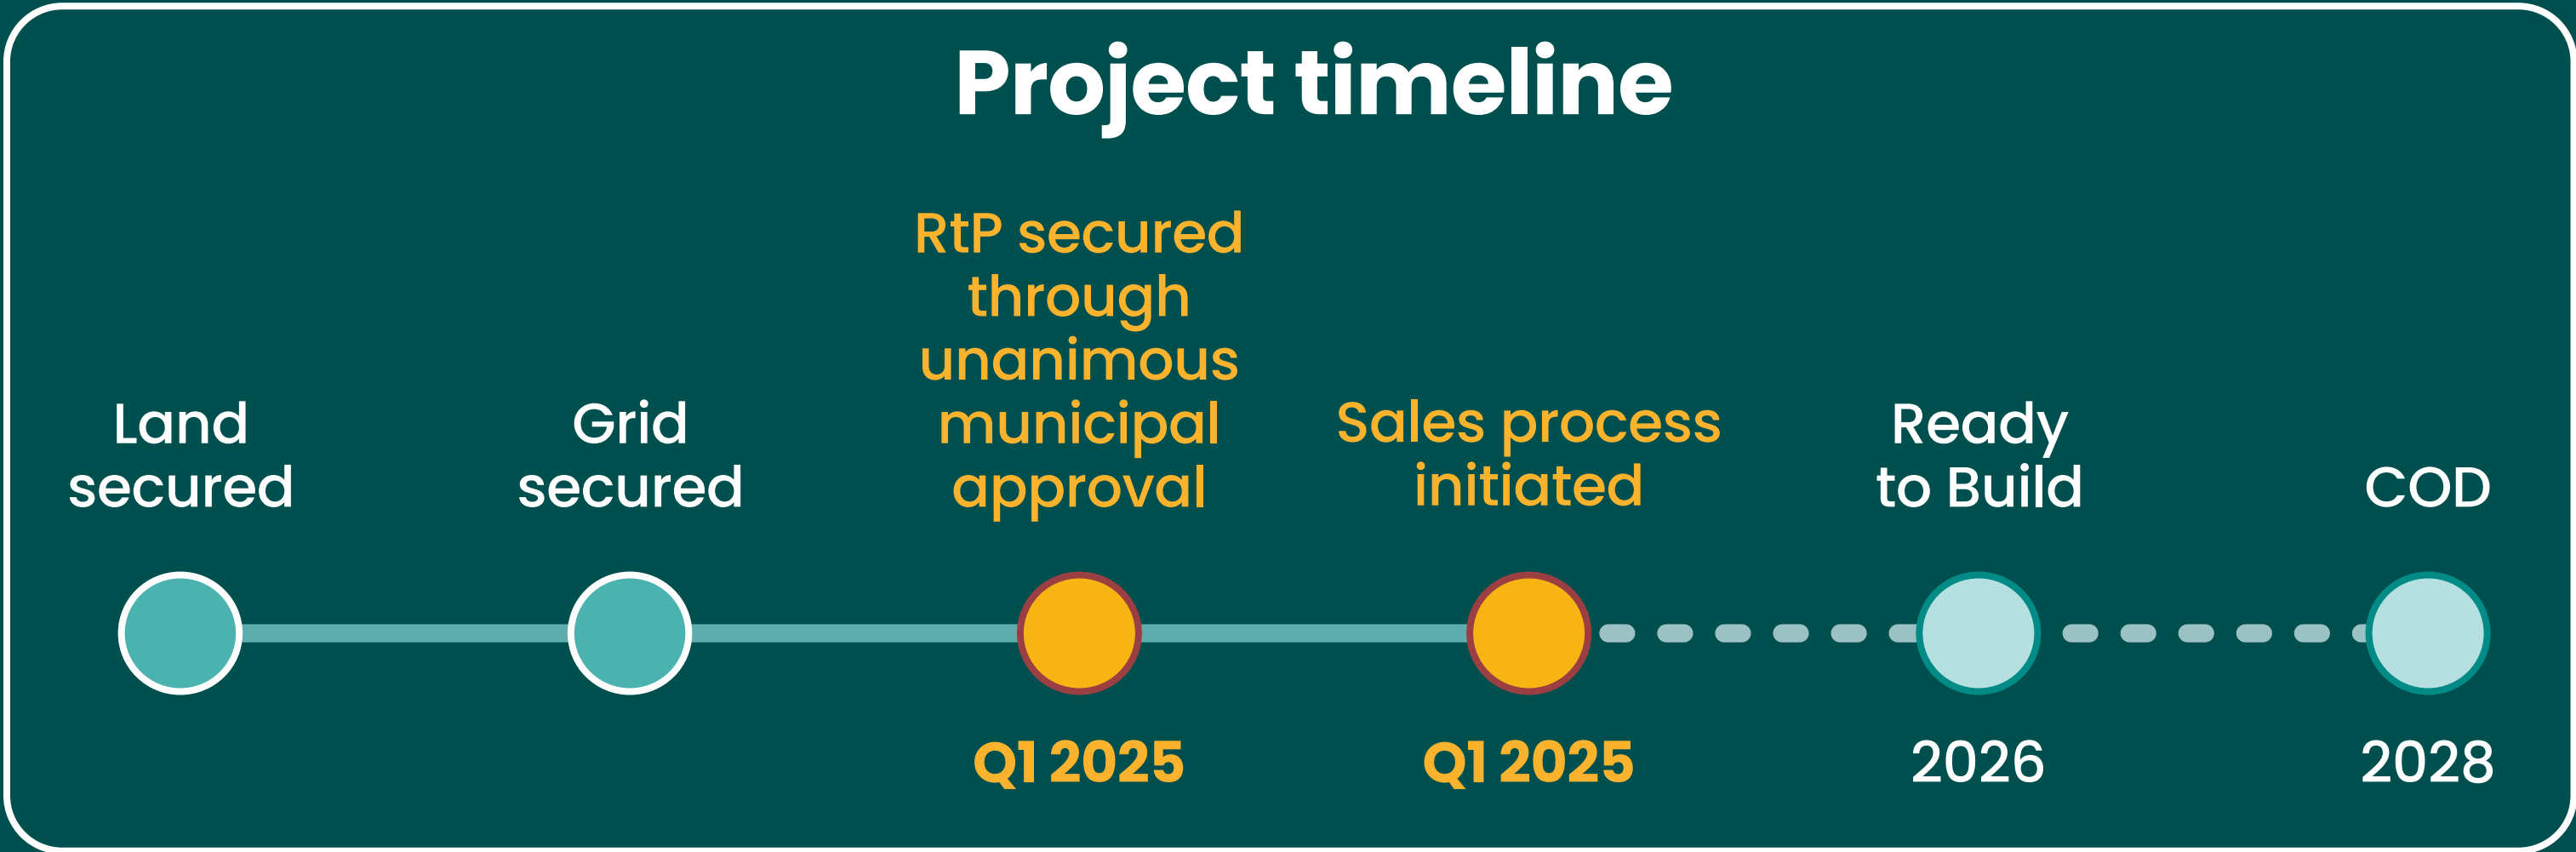 Project timeline
Land
secured
Grid
secured
RtP secured
through
unanimous
municipal
approval
Sales process
initiated
Ready
to Build
COD
Q1 2025
Q1 2025
2026
2028